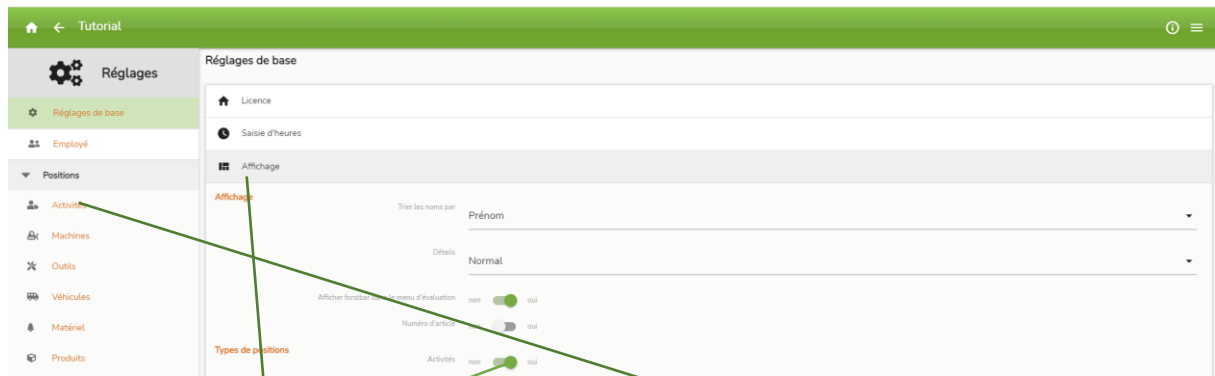 Tutorial
Réglages
Réglages de base
Employé
Positions
Activités
Machines
Outils
Véhicules
Matériel
Produits
Réglages de base
Licence
Saisie d'heures
Affichage
Affichage
Trier les noms par Prénom
Détails Normal
Afficher forstbar dans le menu d'évaluation non oui
Numéro d'article non oui
Types de positions
Activités non oui